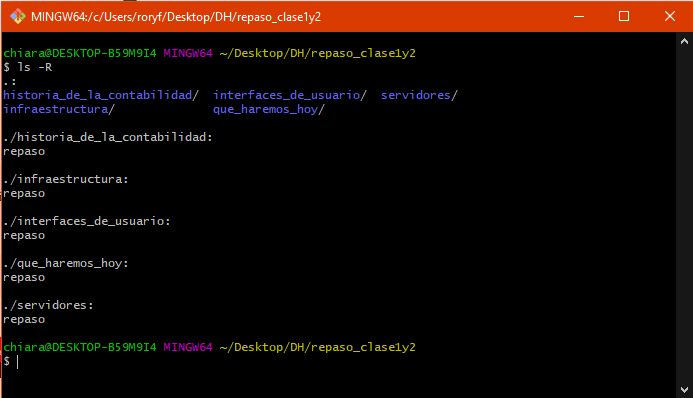 MINGW64:/c/Users/roryf/Desktop/DH/repaso_clase1y2
chiara@DESKTOP-B59M9I4 MINGW64 ~/Desktop/DH/repaso_clase1y2
$ ls -R
.:
historia_de_la_contabilidad/  interfaces_de_usuario/  servidores/
infraestructura/              que_haremos_hoy/

./historia_de_la_contabilidad:
repaso

./infraestructura:
repaso

./interfaces_de_usuario:
repaso

./que_haremos_hoy:
repaso

./servidores:
repaso

chiara@DESKTOP-B59M9I4 MINGW64 ~/Desktop/DH/repaso_clase1y2
$